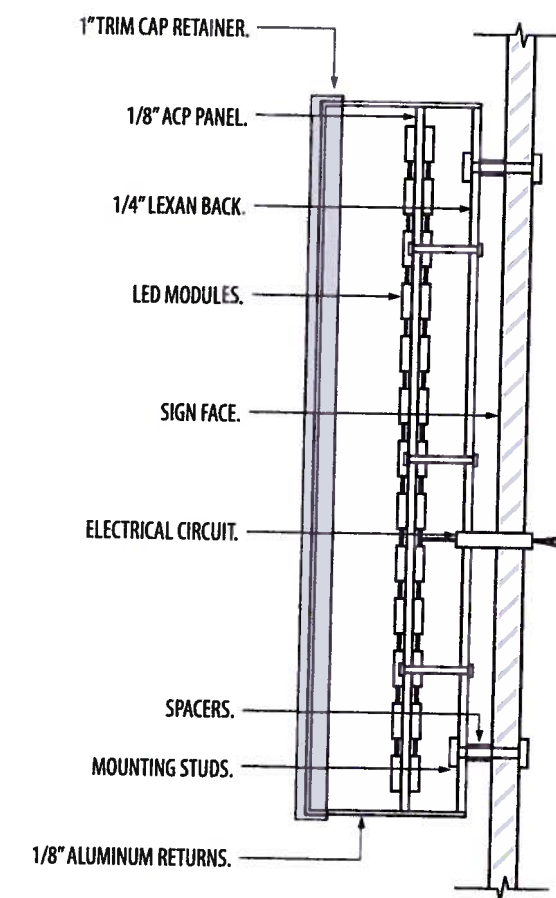 1" TRIM CAP RETAINER.
1/8" ACP PANEL.
1/4" LEXAN BACK.
LED MODULES.
SIGN FACE.
ELECTRICAL CIRCUIT.
SPACERS.
MOUNTING STUDS.
1/8" ALUMINUM RETURNS.